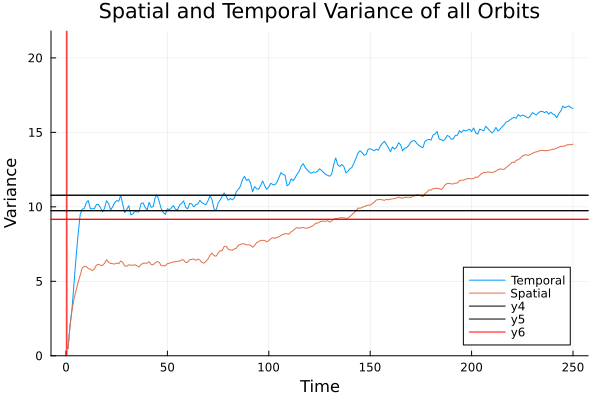 Spatial and Temporal Variance of all Orbits
Variance
20
15
10
5
0
0 50 100 150 200 250
Time
Temporal
Spatial
y4
y5
y6